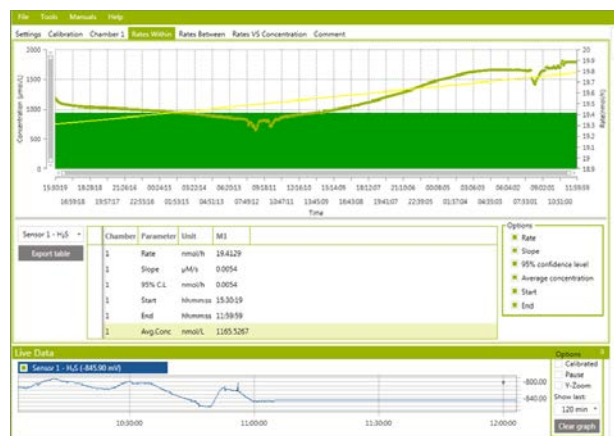 File Tools Manuals Help
Settings Calibration Chamber 1 Rates Within Rates Between Rates VS Concentration Comment
2000
1500
1000
500
0
Concentration (µmol/L)
20
19.9
19.8
19.7
19.6
19.5
19.4
19.3
19.2
19.1
19
Rate(nmol/h)
15:30:19 18:28:18 21:26:16 00:24:15 03:22:14 06:20:13 09:18:11 12:16:10 15:14:09 18:12:07 21:10:06 00:08:05 03:06:04 06:04:02 09:02:01 11:59:59
16:59:18 19:57:17 22:55:16 01:53:15 04:51:13 07:49:12 10:47:11 13:45:09 16:43:08 19:41:07 22:39:05 01:37:04 04:35:03 07:33:01 10:31:00
Time
Sensor 1 - H₂S
Export table
Chamber Parameter Unit M1
1 Rate nmol/h 19.4129
1 Slope µM/s 0.0054
1 95% C.L nmol/h 0.0054
1 Start hh:mm:ss 15:30:19
1 End hh:mm:ss 11:59:59
1 Avg.Conc nmol/L 1165.5267
Options
Rate
Slope
95% confidence level
Average concentration
Start
End
Live Data
Sensor 1 - H₂S (-845.90 mV)
-800.00
-840.00
10:30:00 11:00:00 11:30:00 12:00:00
Options
Calibrated
Pause
Y-Zoom
Show last:
120 min
Clear graph